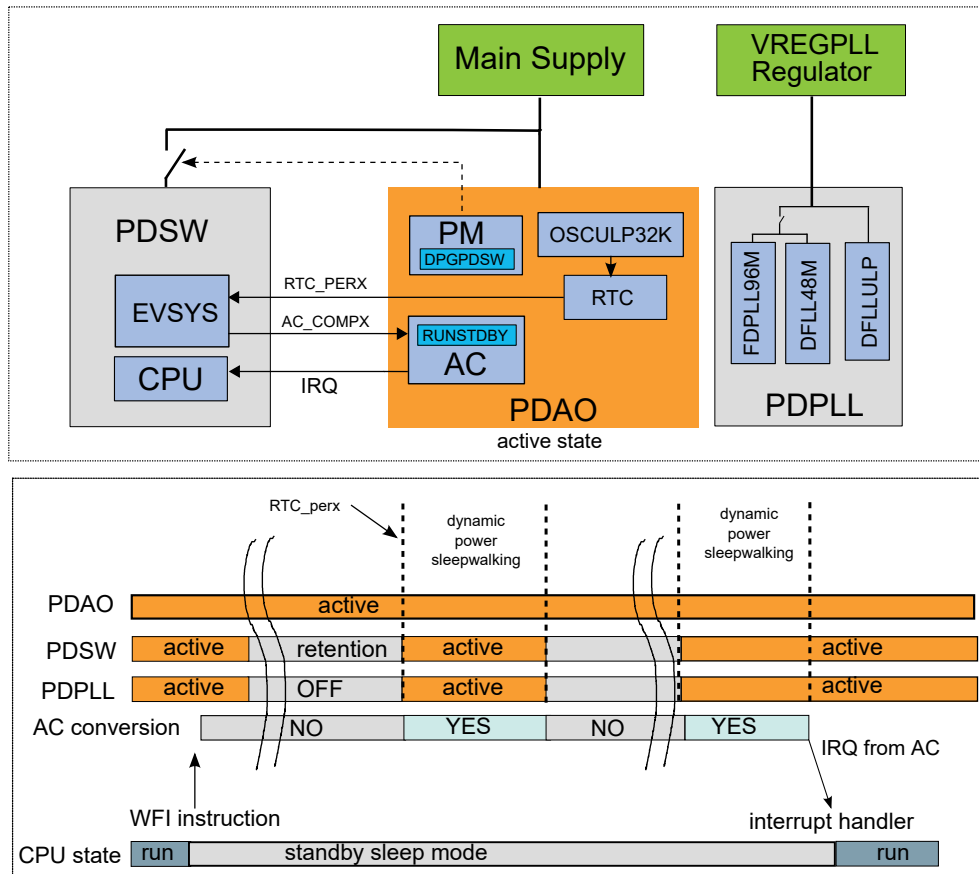 Main Supply
VREGPLL
Regulator
PDSW
PM
DPGPDSW
OSCULP32K
RTC
RTC_PERX
EVSYS
AC_COMPX
RUNSTDBY
AC
CPU
IRQ
PDAO
active state
FDPLL96M
DFLL48M
DFLLULP
PDPLL
RTC_perx
dynamic
power
sleepwalking
dynamic
power
sleepwalking
PDAO
active
PDSW
active
retention
active
active
PDPLL
active
OFF
active
active
AC conversion
NO
YES
NO
YES
IRQ from AC
WFI instruction
interrupt handler
CPU state
run
standby sleep mode
run